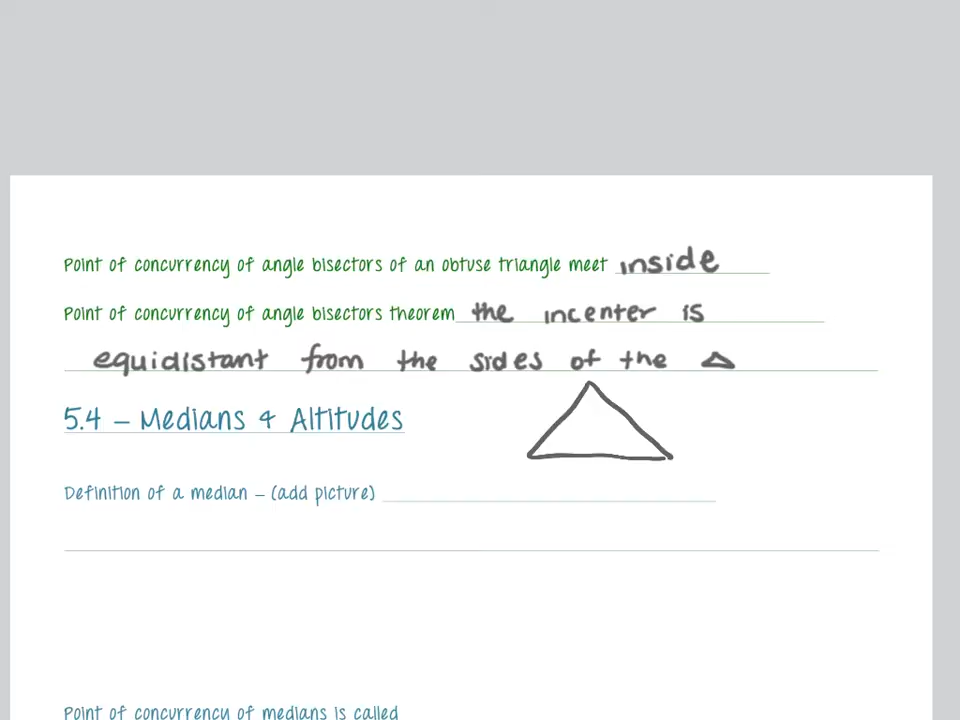 Point of concurrency of angle bisectors of an obtuse triangle meet inside
Point of concurrency of angle bisectors theorem the incenter is
equidistant from the sides of the △
5.4 – Medians & Altitudes
Definition of a median – (add picture)
Point of concurrency of medians is called